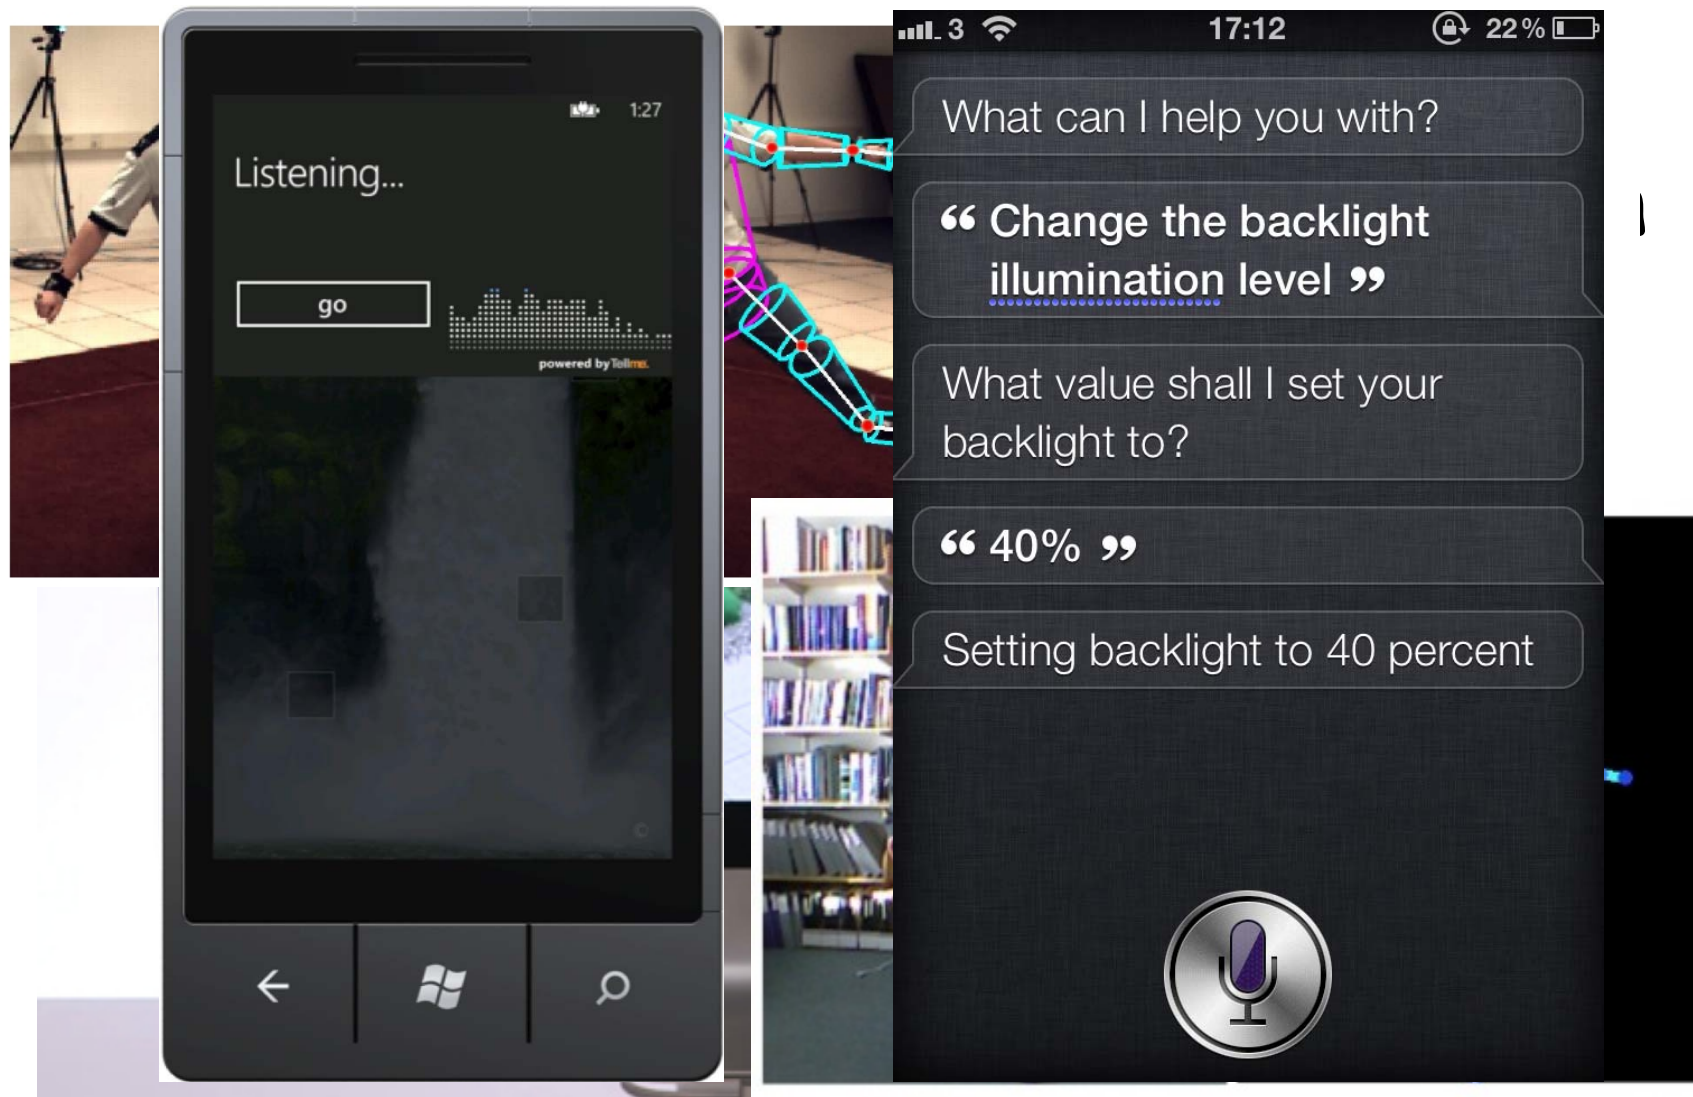 1:27
Listening...
go
powered by Tellme.
©
3 17:12 22%
What can I help you with?
“ Change the backlight
illumination level ”
What value shall I set your
backlight to?
“ 40% ”
Setting backlight to 40 percent